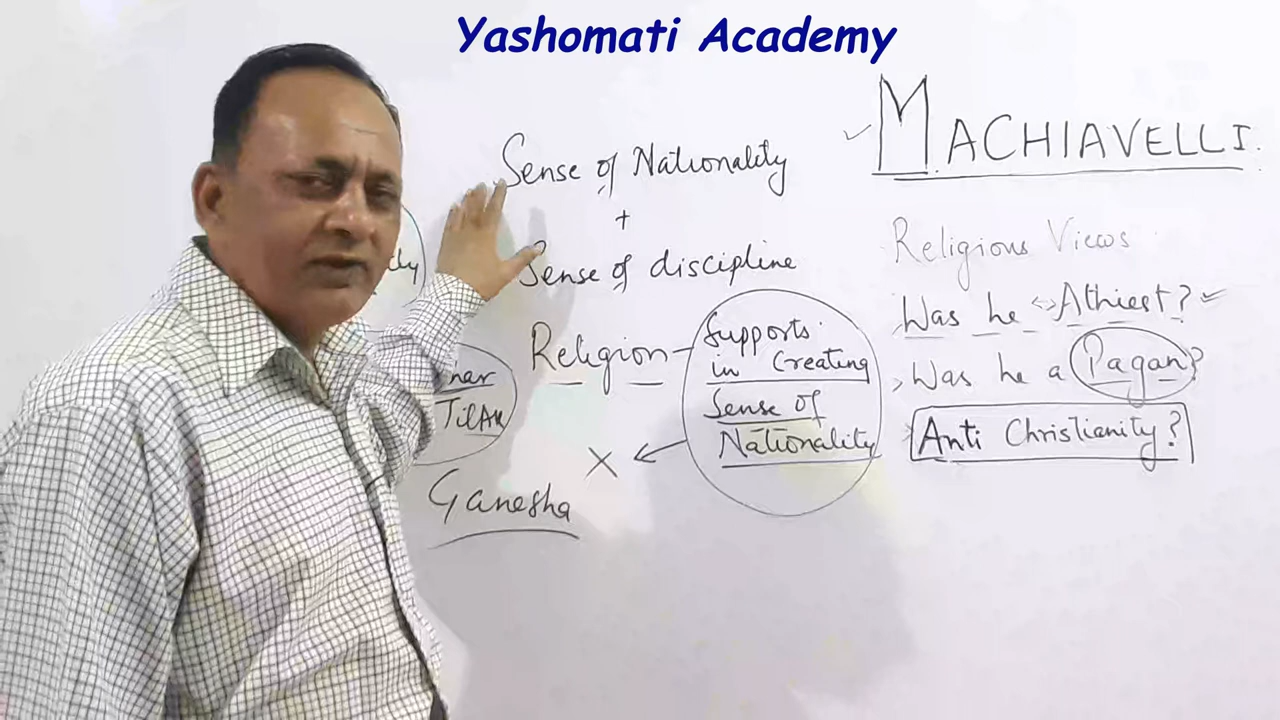 Yashomati Academy
MACHIAVELLI.
Religious Views
Was he Athiest?
Was he a Pagan?
Anti Christianity?
Sense of Nationality
+
Sense of discipline
Religion
Supports
in Creating
Sense of
Nationality
X
Tilak
Ganesha